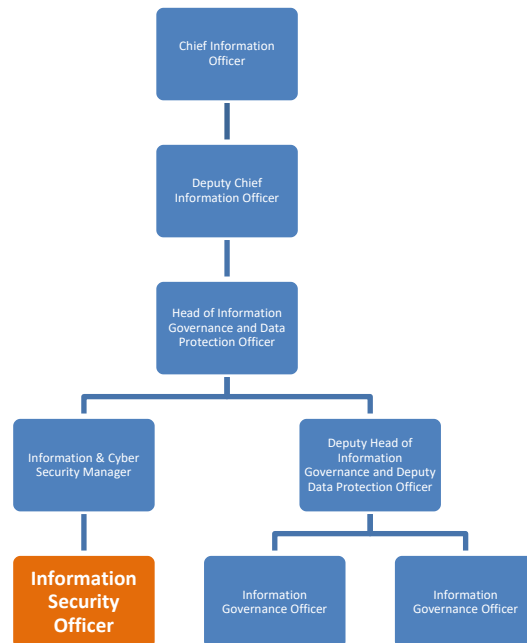 Chief Information
Officer
Deputy Chief
Information Officer
Head of Information
Governance and Data
Protection Officer
Information & Cyber
Security Manager
Deputy Head of
Information
Governance and Deputy
Data Protection Officer
Information
Security
Officer
Information
Governance Officer
Information
Governance Officer